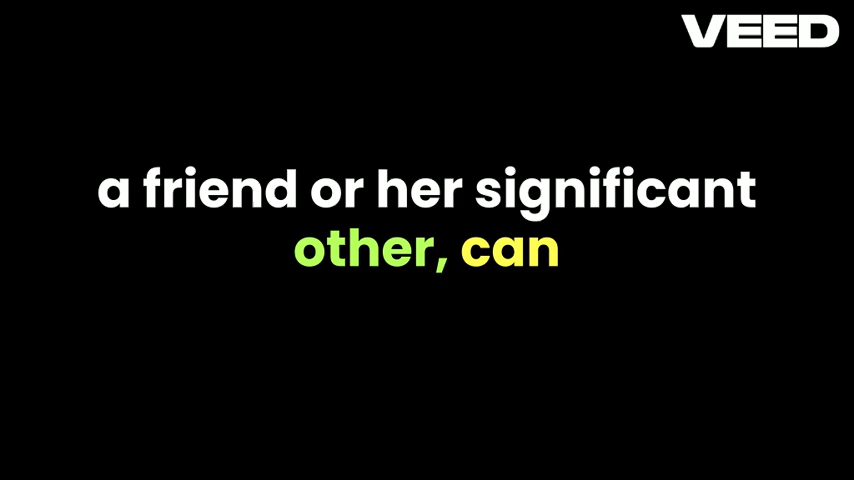 VEED
a friend or her significant
other, can